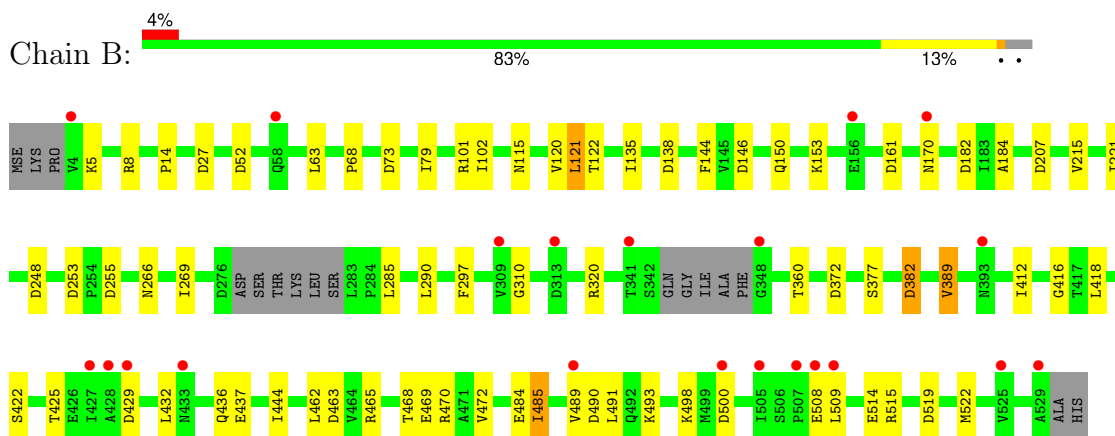 4%
Chain B:
83% 13% • •
MSE LYS PRO V4 K5 R8 P14 D27 D52 Q58 L63 P68 D73 I79 R101 I102 N115 V120 L121 T122 I135 D138 F144 V145 D146 Q150 K153 E156 D161 N170 D182 I183 A184 D207 V215
D248 D253 P254 D255 N266 I269 D276 ASP SER THR LYS LEU SER L283 P284 L285 L290 F297 V309 G310 D313 R320 T341 S342 GLN GLY ILE ALA PHE G348 T360 D372 S377 D382 V389 N393 I412 G416 T417 L418
S422 T425 E426 I427 A428 D429 L432 N433 Q436 E437 I444 L462 D463 V464 R465 T468 E469 R470 A471 V472 E484 I485 V489 D490 L491 Q492 K493 K498 M499 D500 I505 S506 P507 E508 L509 E514 R515 D519 M522 V525 A529 ALA HIS